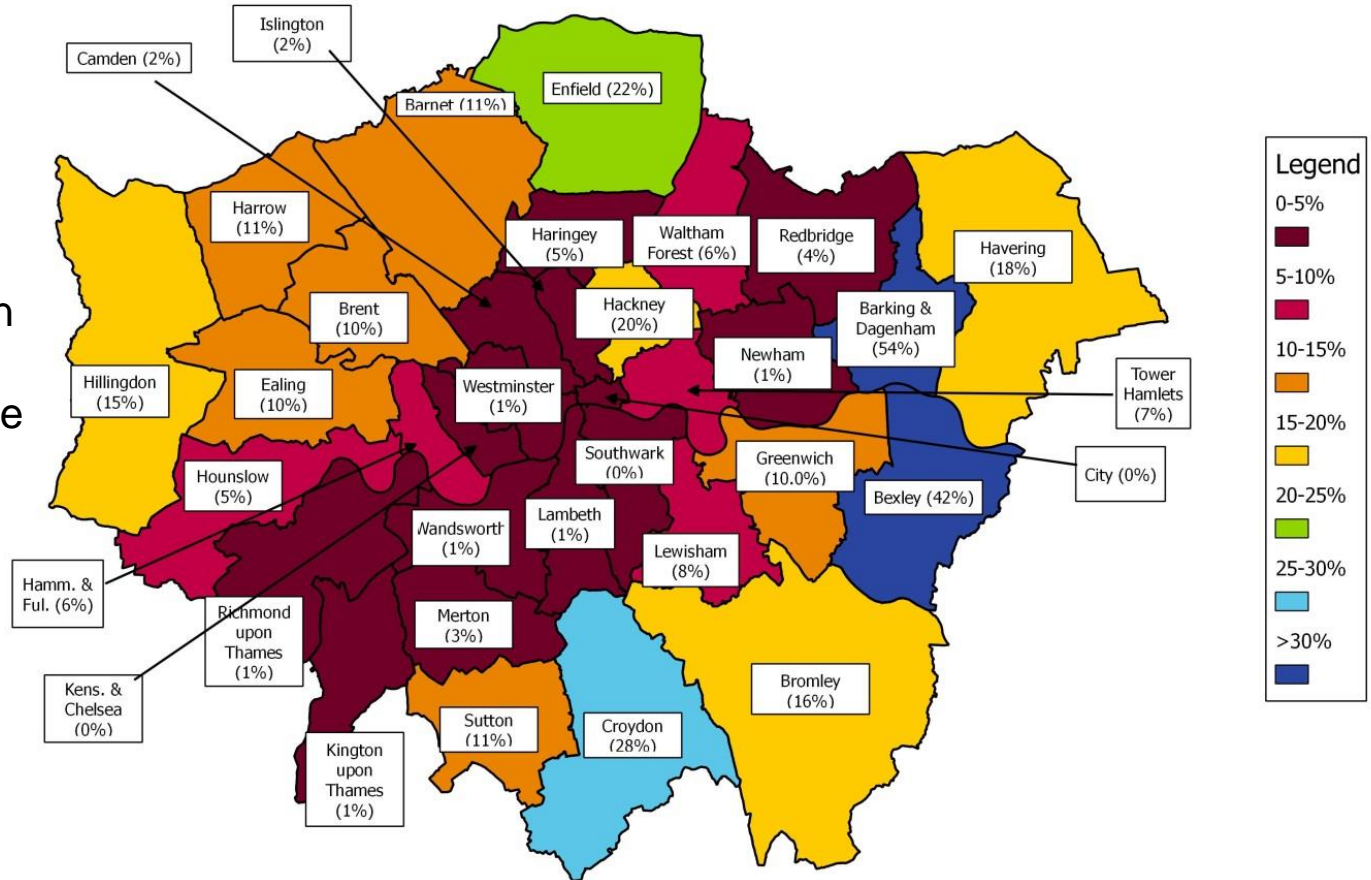 Islington
(2%)
Camden (2%)
Enfield (22%)
Barnet (11%)
Harrow
(11%)
Haringey
(5%)
Waltham
Forest (6%)
Redbridge
(4%)
Havering
(18%)
Brent
(10%)
Hackney
(20%)
Barking &
Dagenham
(54%)
Hillingdon
(15%)
Ealing
(10%)
Westminster
(1%)
Newham
(1%)
Tower
Hamlets
(7%)
Hounslow
(5%)
Southwark
(0%)
Greenwich
(10.0%)
City (0%)
Bexley (42%)
Wandsworth
(1%)
Lambeth
(1%)
Lewisham
(8%)
Hamm. &
Ful. (6%)
Richmond
upon
Thames
(1%)
Merton
(3%)
Kens. &
Chelsea
(0%)
Sutton
(11%)
Croydon
(28%)
Bromley
(16%)
Kington
upon
Thames
(1%)
Legend
0-5%
5-10%
10-15%
15-20%
20-25%
25-30%
>30%